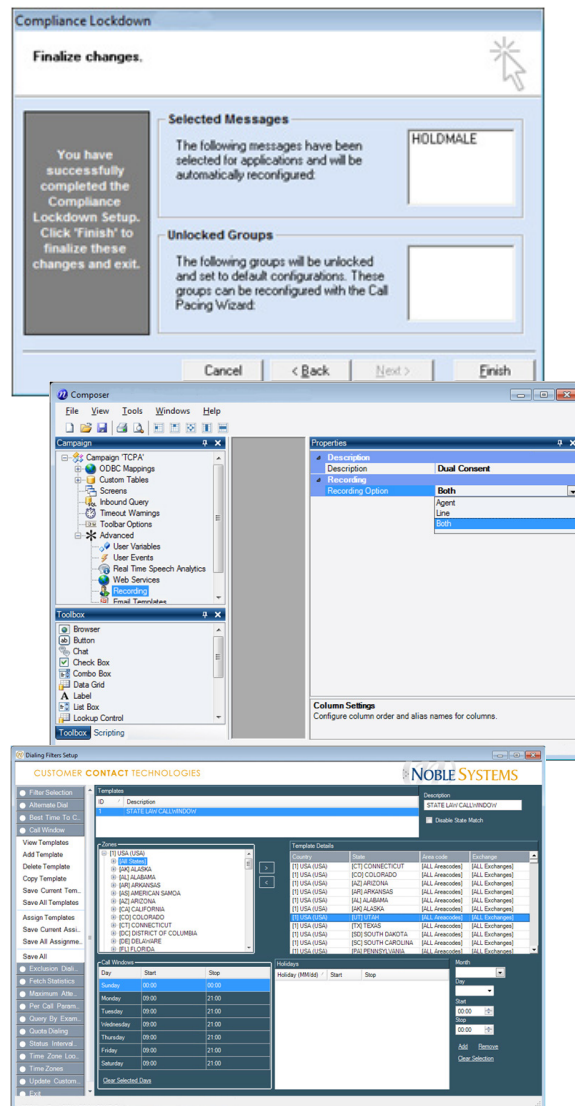 Compliance Lockdown
Finalize changes.
You have
successfully
completed the
Compliance
Lockdown Setup.
Click 'Finish' to
finalize these
changes and exit.
Selected Messages
The following messages have been
selected for applications and will be
automatically reconfigured:
HOLDMALE
Unlocked Groups
The following groups will be unlocked
and set to default configurations. These
groups can be reconfigured with the Call
Pacing Wizard:
Cancel < Back Next > Finish
Composer
File View Tools Windows Help
Campaign
Campaign 'TCPA'
ODBC Mappings
Custom Tables
Screens
Inbound Query
Timeout Warnings
Toolbar Options
Advanced
User Variables
User Events
Real Time Speech Analytics
Web Services
Recording
Email Templates
Toolbox
Browser
Button
Chat
Check Box
Combo Box
Data Grid
Label
List Box
Lookup Control
Toolbox Scripting
Properties
Description
Description Dual Consent
Recording
Recording Option Both
Agent
Line
Both
Column Settings
Configure column order and alias names for columns.
Dialing Filters Setup
CUSTOMER CONTACT TECHNOLOGIES
NOBLE SYSTEMS
Filter Selection
Alternate Dial
Best Time To C..
Call Window
View Templates
Add Template
Delete Template
Copy Template
Save Current Tem..
Save All Templates
Assign Templates
Save Current Assi..
Save All Assignme..
Save All
Exclusion Diali..
Fetch Statistics
Maximum Atte..
Per Call Param..
Query By Exam..
Quota Dialing
Status Interval..
Time Zone Loo..
Time Zones
Update Custom..
Exit
Templates
ID Description
1 STATE LAW CALLWINDOW
Description
STATE LAW CALLWINDOW
Disable State Match
Zones
[1] USA (USA)
[All States]
[AK] ALASKA
[AL] ALABAMA
[AR] ARKANSAS
[AS] AMERICAN SAMOA
[AZ] ARIZONA
[CA] CALIFORNIA
[CO] COLORADO
[CT] CONNECTICUT
[DC] DISTRICT OF COLUMBIA
[DE] DELAWARE
[FL] FLORIDA
>
<
Template Details
Country State Area code Exchange
[1] USA (USA) [CT] CONNECTICUT [ALL Areacodes] [ALL Exchanges]
[1] USA (USA) [CO] COLORADO [ALL Areacodes] [ALL Exchanges]
[1] USA (USA) [AZ] ARIZONA [ALL Areacodes] [ALL Exchanges]
[1] USA (USA) [AR] ARKANSAS [ALL Areacodes] [ALL Exchanges]
[1] USA (USA) [AL] ALABAMA [ALL Areacodes] [ALL Exchanges]
[1] USA (USA) [AK] ALASKA [ALL Areacodes] [ALL Exchanges]
[1] USA (USA) [UT] UTAH [ALL Areacodes] [ALL Exchanges]
[1] USA (USA) [TX] TEXAS [ALL Areacodes] [ALL Exchanges]
[1] USA (USA) [SD] SOUTH DAKOTA [ALL Areacodes] [ALL Exchanges]
[1] USA (USA) [SC] SOUTH CAROLINA [ALL Areacodes] [ALL Exchanges]
[1] USA (USA) [PA] PENNSYLVANIA [ALL Areacodes] [ALL Exchanges]
Call Windows
Day Start Stop
Sunday 00:00 00:00
Monday 09:00 21:00
Tuesday 09:00 21:00
Wednesday 09:00 21:00
Thursday 09:00 21:00
Friday 09:00 21:00
Saturday 09:00 21:00
Clear Selected Days
Holidays
Holiday (MM/dd) Start Stop
Month
Day
Start
00:00
Stop
00:00
Add Remove
Clear Selection